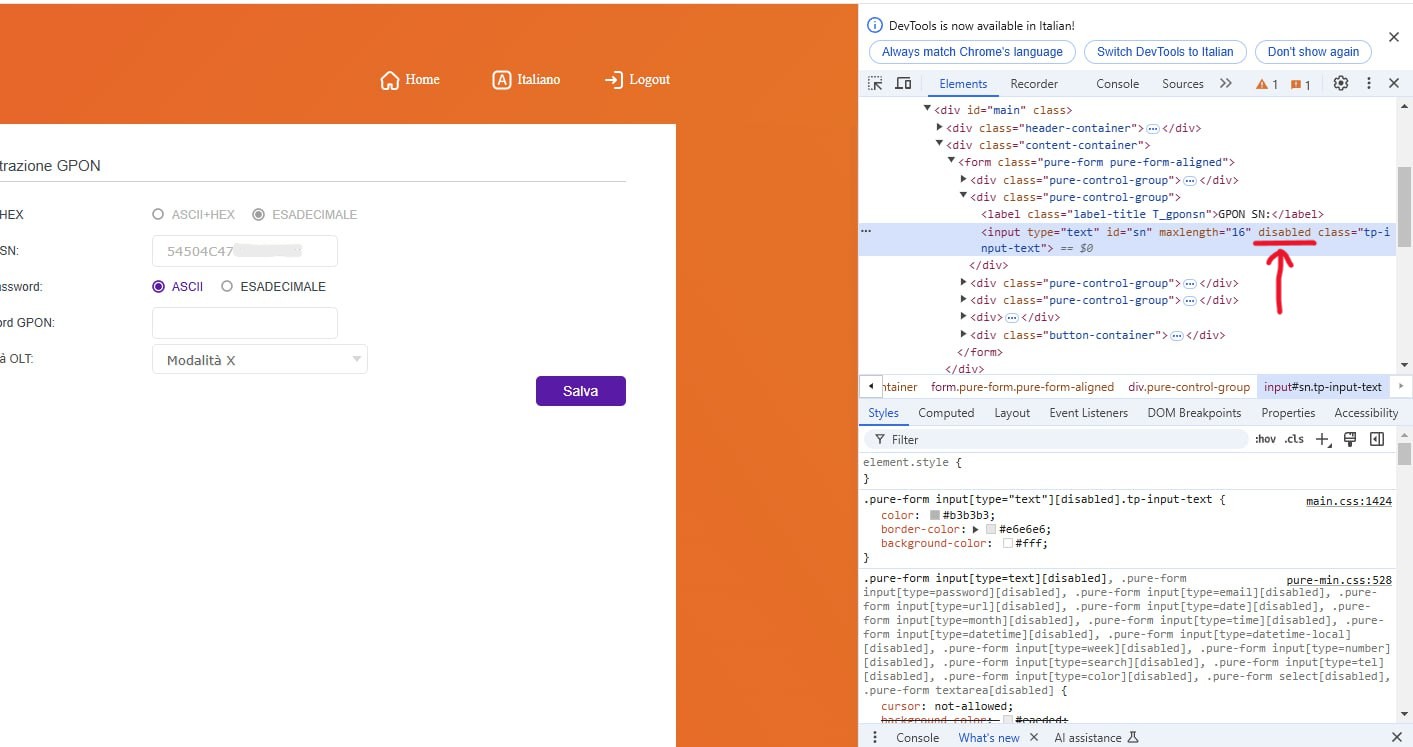 Home
Italiano
Logout
trazione GPON
HEX
ASCII+HEX
ESADECIMALE
SN:
54504C47
ssword:
ASCII
ESADECIMALE
ord GPON:
á OLT:
Modalità X
Salva
DevTools is now available in Italian!
Always match Chrome's language
Switch DevTools to Italian
Don't show again
Elements
Recorder
Console
Sources
1
1
<div id="main" class>
<div class="header-container"> </div>
<div class="content-container">
<form class="pure-form pure-form-aligned">
<div class="pure-control-group"> </div>
<div class="pure-control-group">
<label class="label-title T_gponsn">GPON SN:</label>
<input type="text" id="sn" maxlength="16" disabled class="tp-i
nput-text"> == $0
</div>
<div class="pure-control-group"> </div>
<div class="pure-control-group"> </div>
<div> </div>
<div class="button-container"> </div>
</form>
</div>
ntainer
form.pure-form.pure-form-aligned
div.pure-control-group
input#sn.tp-input-text
Styles
Computed
Layout
Event Listeners
DOM Breakpoints
Properties
Accessibility
Filter
:hov
.cls
element.style {
}
.pure-form input[type="text"][disabled].tp-input-text {
main.css:1424
color: #b3b3b3;
border-color: #e6e6e6;
background-color: #fff;
}
.pure-form input[type=text][disabled], .pure-form
pure-min.css:528
input[type=password][disabled], .pure-form input[type=email][disabled], .pure-
form input[type=url][disabled], .pure-form input[type=date][disabled], .pure-
form input[type=month][disabled], .pure-form input[type=time][disabled], .pure-
form input[type=datetime][disabled], .pure-form input[type=datetime-local]
[disabled], .pure-form input[type=week][disabled], .pure-form input[type=number]
[disabled], .pure-form input[type=search][disabled], .pure-form input[type=tel]
[disabled], .pure-form input[type=color][disabled], .pure-form select[disabled],
.pure-form textarea[disabled] {
cursor: not-allowed;
background-color: #eaeded;
Console
What's new
AI assistance